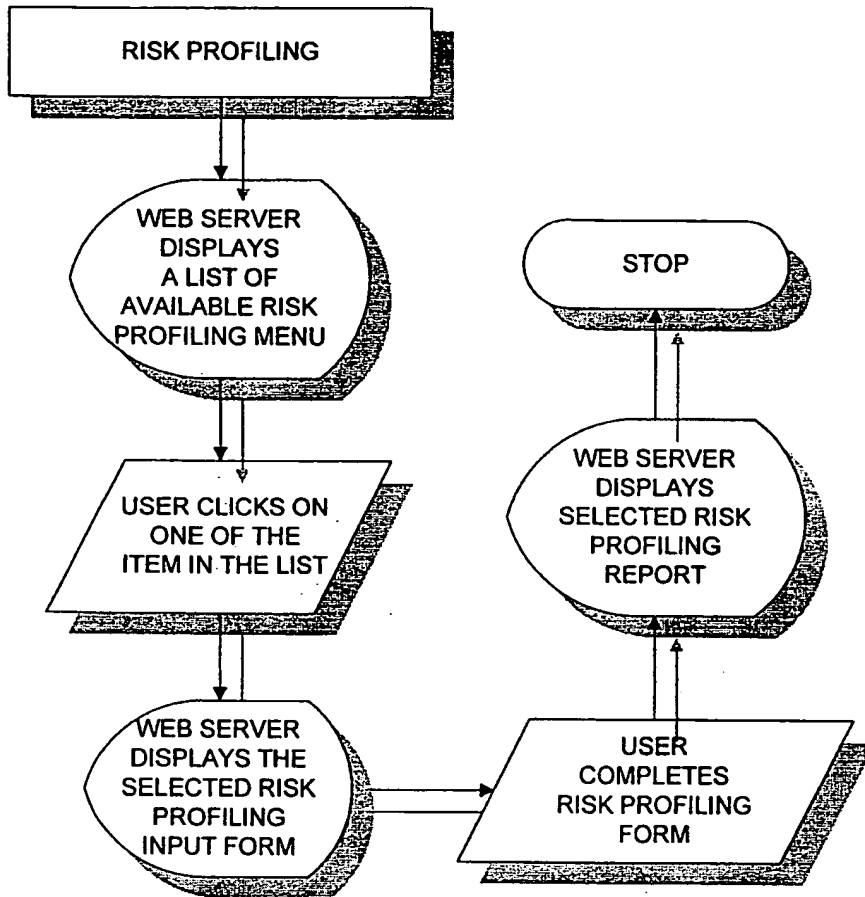 RISK PROFILING
WEB SERVER
DISPLAYS
A LIST OF
AVAILABLE RISK
PROFILING MENU
USER CLICKS ON
ONE OF THE
ITEM IN THE LIST
WEB SERVER
DISPLAYS THE
SELECTED RISK
PROFILING
INPUT FORM
USER
COMPLETES
RISK PROFILING
FORM
WEB SERVER
DISPLAYS
SELECTED RISK
PROFILING
REPORT
STOP